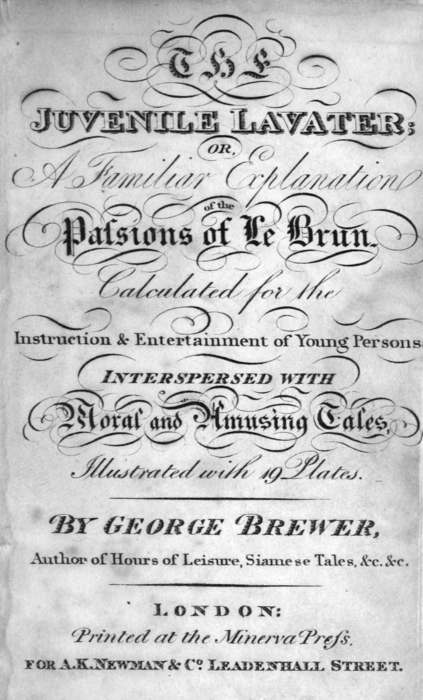 THE
JUVENILE LAVATER;
OR,
A Familiar Explanation
of the
Paſsions of Le Brun.
Calculated for the
Instruction & Entertainment of Young Persons
INTERSPERSED WITH
Moral and Amusing Tales,
Illustrated with 19 Plates.
BY GEORGE BREWER,
Author of Hours of Leisure, Siamese Tales, &c. &c.
LONDON:
Printed at the Minerva Preſs,
FOR A.K. NEWMAN & Co. LEADENHALL STREET.